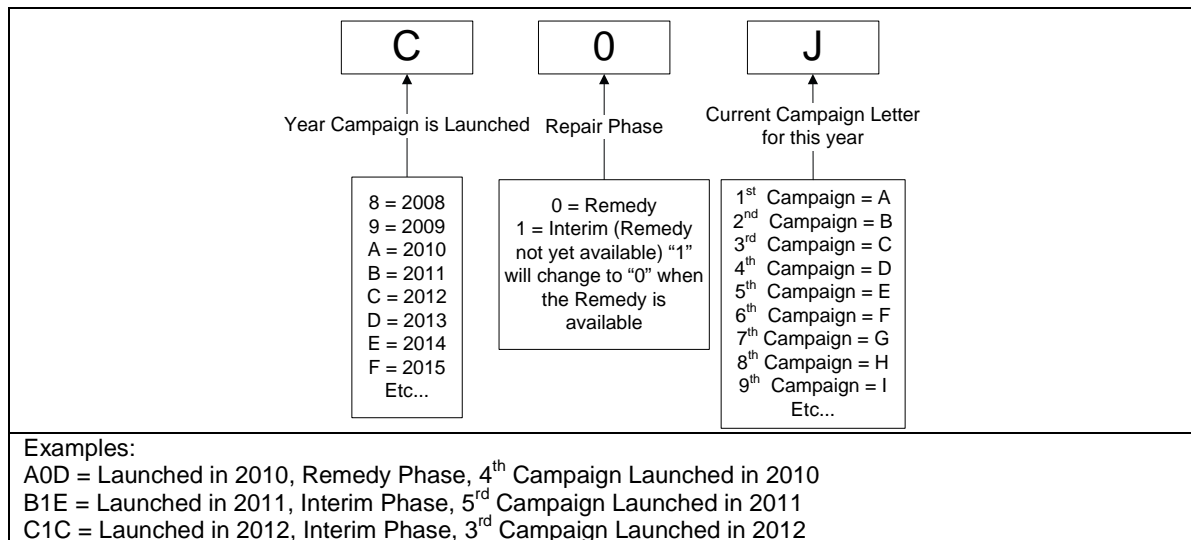 C
0
J
Year Campaign is Launched
Repair Phase
Current Campaign Letter
for this year
8 = 2008
9 = 2009
A = 2010
B = 2011
C = 2012
D = 2013
E = 2014
F = 2015
Etc...
0 = Remedy
1 = Interim (Remedy
not yet available) “1”
will change to “0” when
the Remedy is
available
1st Campaign = A
2nd Campaign = B
3rd Campaign = C
4th Campaign = D
5th Campaign = E
6th Campaign = F
7th Campaign = G
8th Campaign = H
9th Campaign = I
Etc...
Examples:
A0D = Launched in 2010, Remedy Phase, 4th Campaign Launched in 2010
B1E = Launched in 2011, Interim Phase, 5rd Campaign Launched in 2011
C1C = Launched in 2012, Interim Phase, 3rd Campaign Launched in 2012